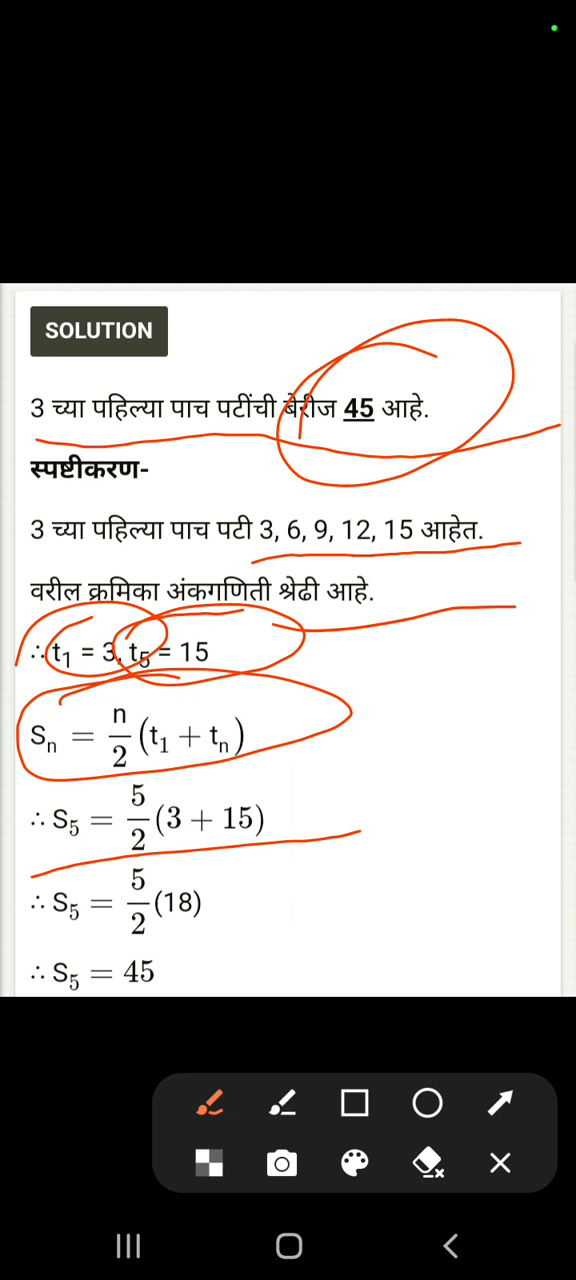 SOLUTION
3 च्या पहिल्या पाच पटींची बेरीज 45 आहे.
स्पष्टीकरण-
3 च्या पहिल्या पाच पटी 3, 6, 9, 12, 15 आहेत.
वरील क्रमिका अंकगणिती श्रेढी आहे.
∴ t₁ = 3, t₅ = 15
Sₙ = n/2 (t₁ + tₙ)
∴ S₅ = 5/2 (3 + 15)
∴ S₅ = 5/2 (18)
∴ S₅ = 45